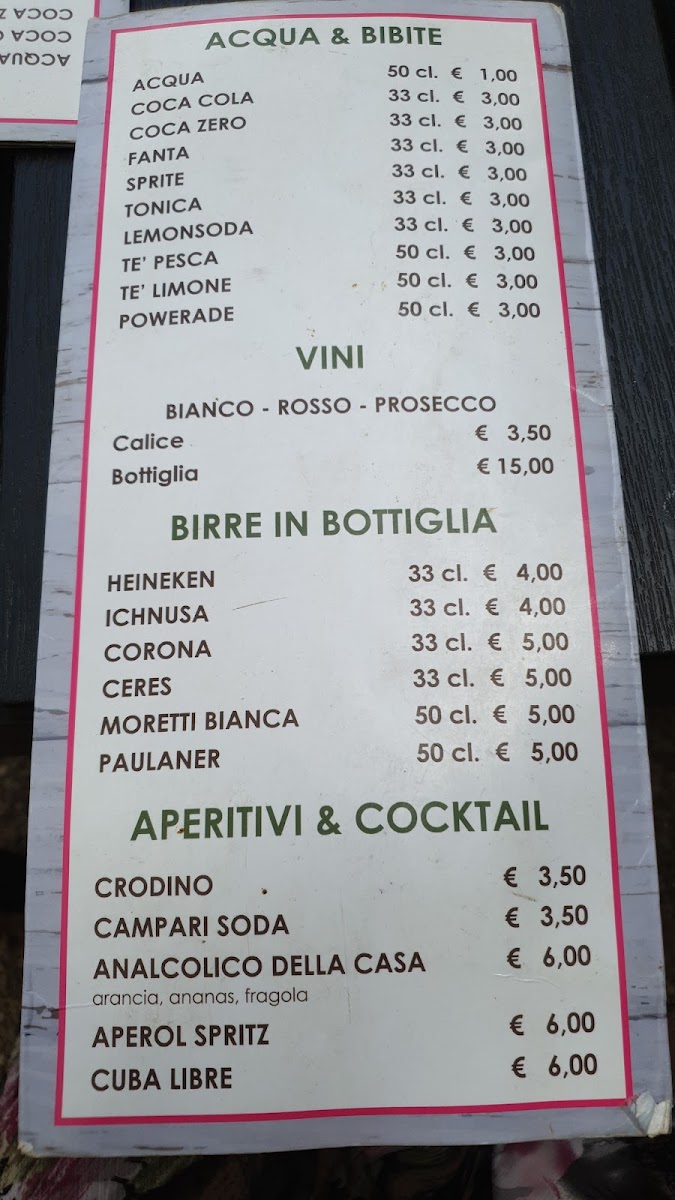 ACQUA & BIBITE
ACQUA 50 cl. € 1,00
COCA COLA 33 cl. € 3,00
COCA ZERO 33 cl. € 3,00
FANTA 33 cl. € 3,00
SPRITE 33 cl. € 3,00
TONICA 33 cl. € 3,00
LEMONSODA 33 cl. € 3,00
TE' PESCA 50 cl. € 3,00
TE' LIMONE 50 cl. € 3,00
POWERADE 50 cl. € 3,00
VINI
BIANCO - ROSSO - PROSECCO
Calice € 3,50
Bottiglia € 15,00
BIRRE IN BOTTIGLIA
HEINEKEN 33 cl. € 4,00
ICHNUSA 33 cl. € 4,00
CORONA 33 cl. € 5,00
CERES 33 cl. € 5,00
MORETTI BIANCA 50 cl. € 5,00
PAULANER 50 cl. € 5,00
APERITIVI & COCKTAIL
CRODINO € 3,50
CAMPARI SODA € 3,50
ANALCOLICO DELLA CASA € 6,00
arancia, ananas, fragola
APEROL SPRITZ € 6,00
CUBA LIBRE € 6,00
ACQUA
COCA
COCA